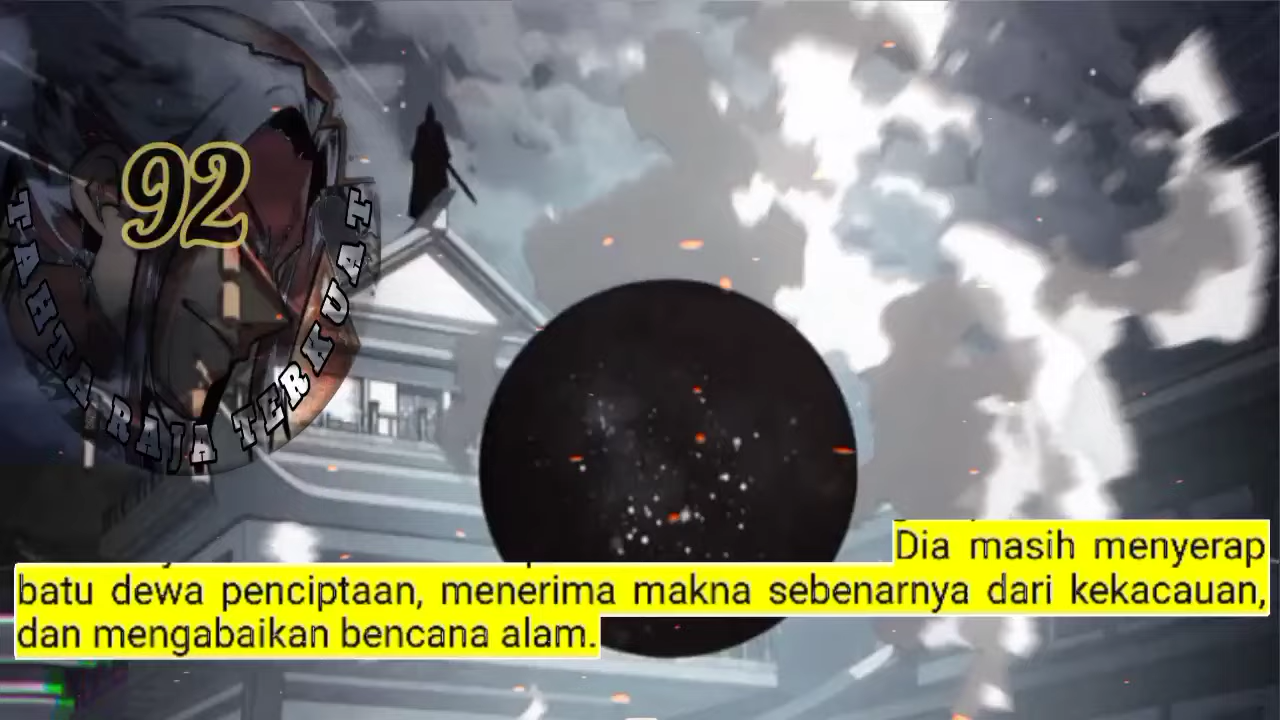 92
TAHTA RAJA TERKUAT
Dia masih menyerap
batu dewa penciptaan, menerima makna sebenarnya dari kekacauan,
dan mengabaikan bencana alam.